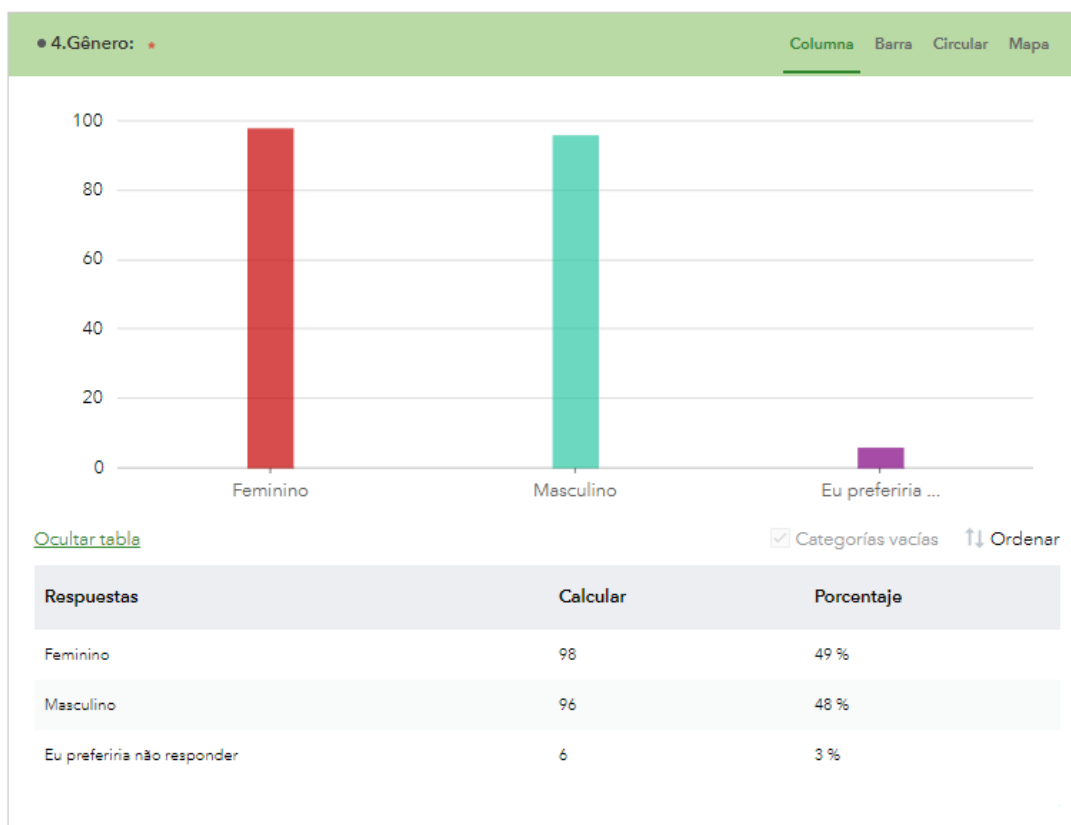 4.Gênero: * Columna Barra Circular Mapa
100
80
60
40
20
0
Feminino Masculino Eu preferiria ...
Ocultar tabla Categorías vacías Ordenar
Respuestas Calcular Porcentaje
Feminino 98 49 %
Masculino 96 48 %
Eu preferiria não responder 6 3 %